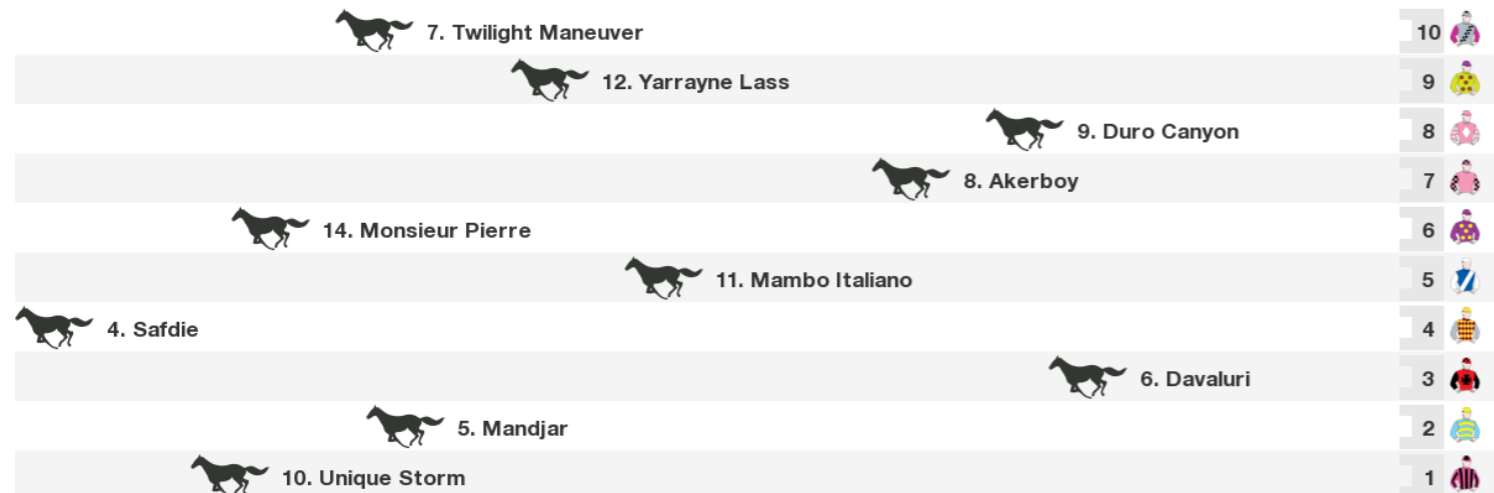 7. Twilight Maneuver 10
12. Yarrayne Lass 9
9. Duro Canyon 8
8. Akerboy 7
14. Monsieur Pierre 6
11. Mambo Italiano 5
4. Safdie 4
6. Davaluri 3
5. Mandjar 2
10. Unique Storm 1